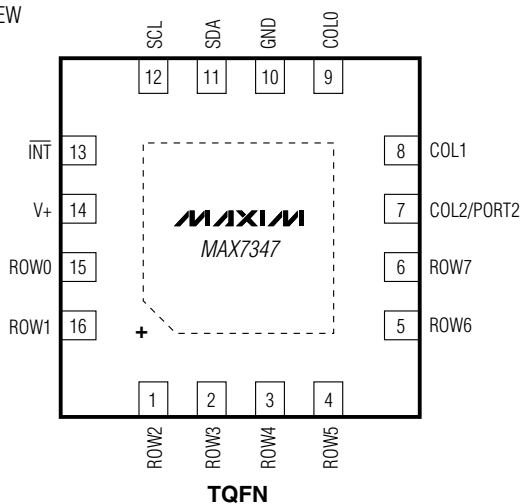 EW
SCL
SDA
GND
COL0
12
11
10
9
INT
13
8
COL1
V+
14
MAXIM
7
COL2/PORT2
MAX7347
ROW0
15
6
ROW7
ROW1
16
+
5
ROW6
1
2
3
4
ROW2
ROW3
ROW4
ROW5
TQFN